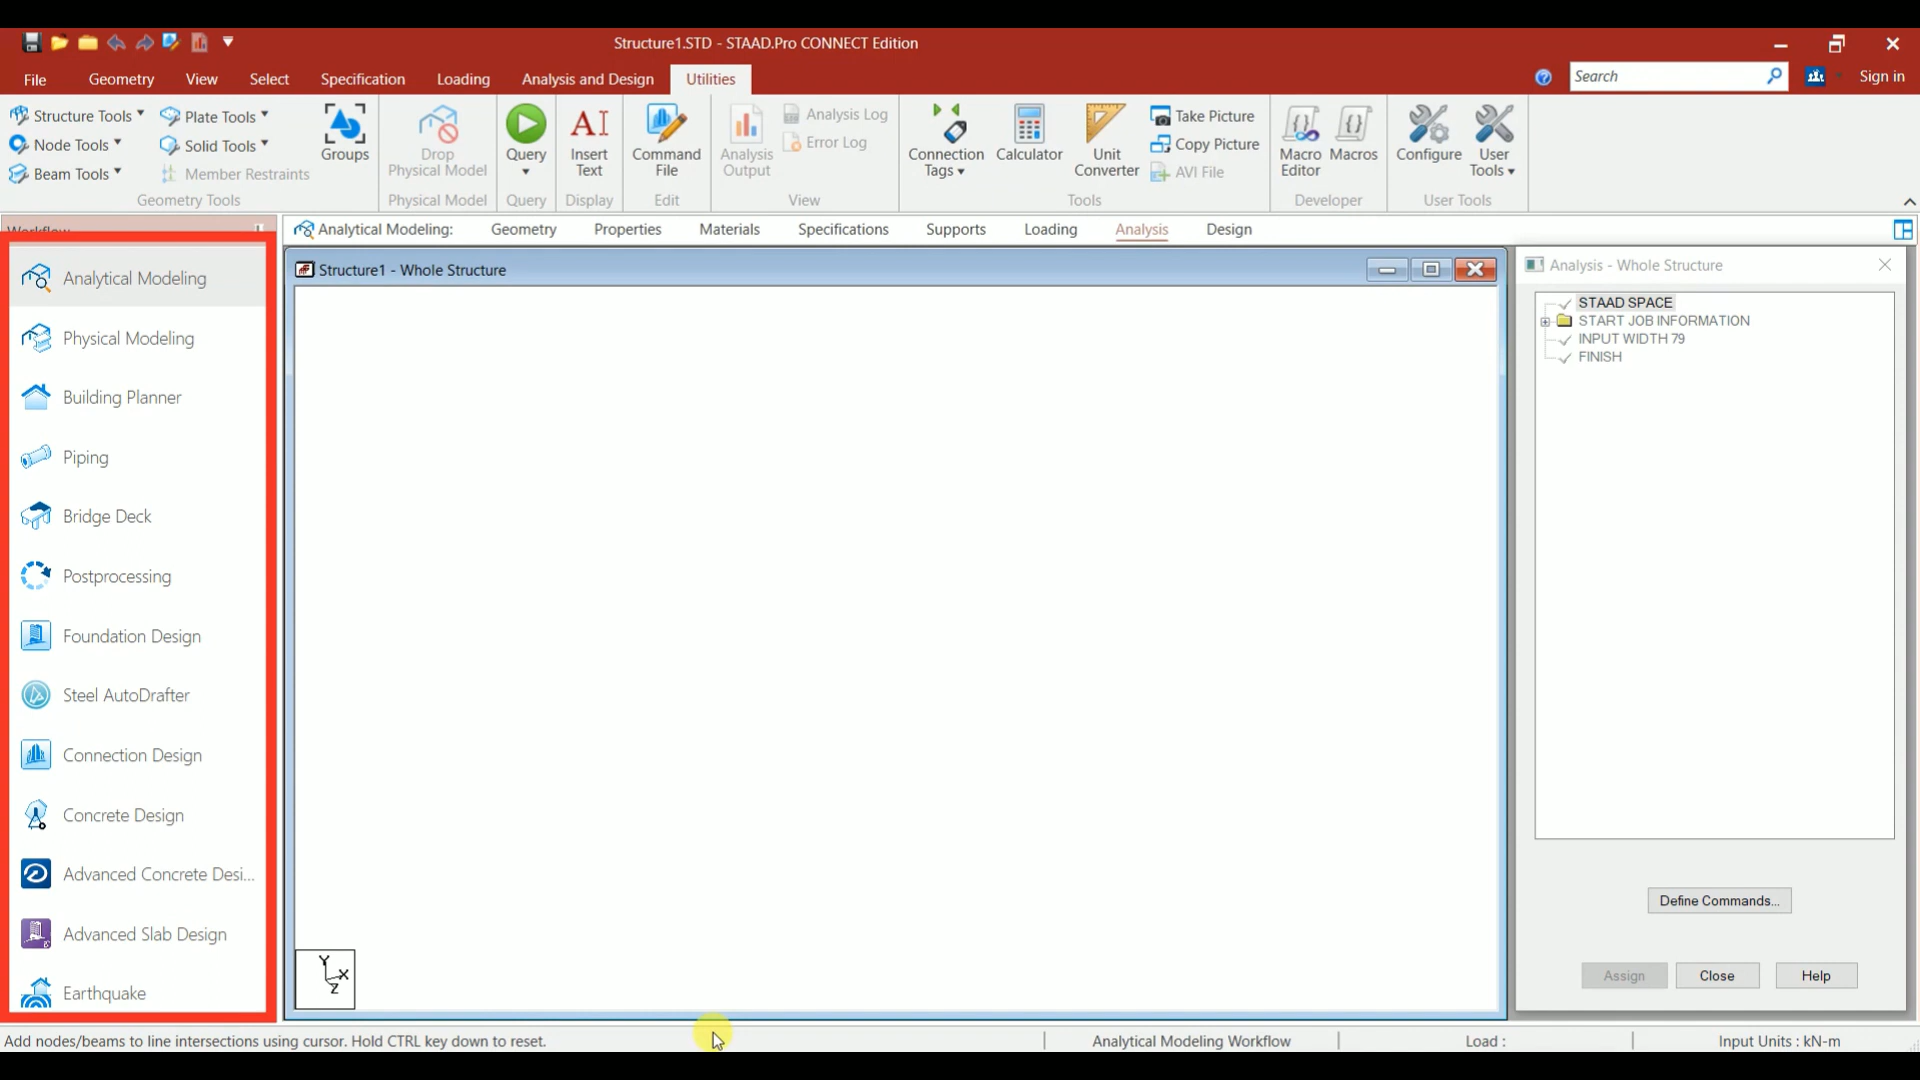 Structure1.STD - STAAD.Pro CONNECT Edition
File Geometry View Select Specification Loading Analysis and Design Utilities Search Sign in
Structure Tools Plate Tools
Node Tools Solid Tools
Beam Tools Member Restraints
Groups
Geometry Tools
Drop
Physical Model
Physical Model
Query
Query
AI
Insert
Text
Display
Command
File
Edit
Analysis
Output
Analysis Log
Error Log
View
Connection
Tags
Calculator
Unit
Converter
Take Picture
Copy Picture
AVI File
Tools
Macro
Editor
Macros
Developer
Configure
User
Tools
User Tools
Workflow
Analytical Modeling: Geometry Properties Materials Specifications Supports Loading Analysis Design
Analytical Modeling
Physical Modeling
Building Planner
Piping
Bridge Deck
Postprocessing
Foundation Design
Steel AutoDrafter
Connection Design
Concrete Design
Advanced Concrete Desi...
Advanced Slab Design
Earthquake
Structure1 - Whole Structure
Y
X
Z
Analysis - Whole Structure
STAAD SPACE
START JOB INFORMATION
INPUT WIDTH 79
FINISH
Define Commands...
Assign Close Help
Add nodes/beams to line intersections using cursor. Hold CTRL key down to reset. Analytical Modeling Workflow Load : Input Units : kN-m